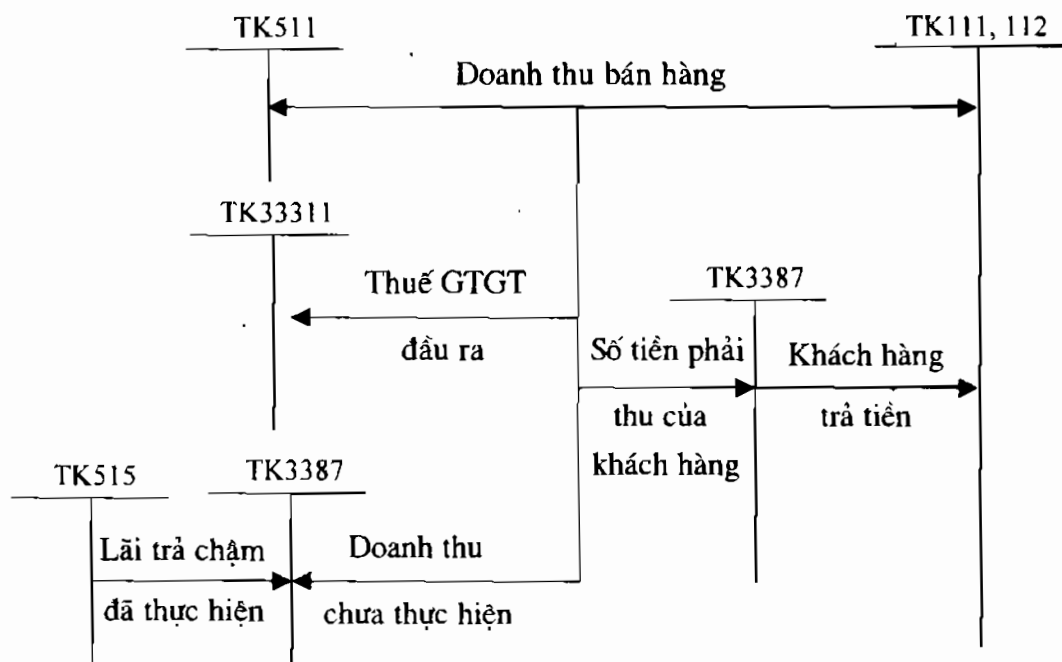 TK511
TK111, 112
Doanh thu bán hàng
TK33311
Thuế GTGT
đầu ra
TK3387
Số tiền phải
thu của
khách hàng
Khách hàng
trả tiền
TK515
TK3387
Lãi trả chậm
đã thực hiện
Doanh thu
chưa thực hiện